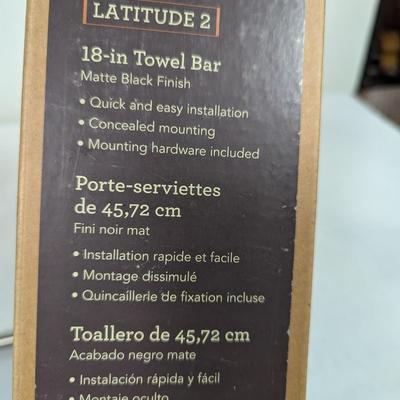 LATITUDE 2
18-in Towel Bar
Matte Black Finish
• Quick and easy installation
• Concealed mounting
• Mounting hardware included
Porte-serviettes
de 45,72 cm
Fini noir mat
• Installation rapide et facile
• Montage dissimulé
• Quincaillerie de fixation incluse
Toallero de 45,72 cm
Acabado negro mate
• Instalación rápida y fácil
• Montaje oculto